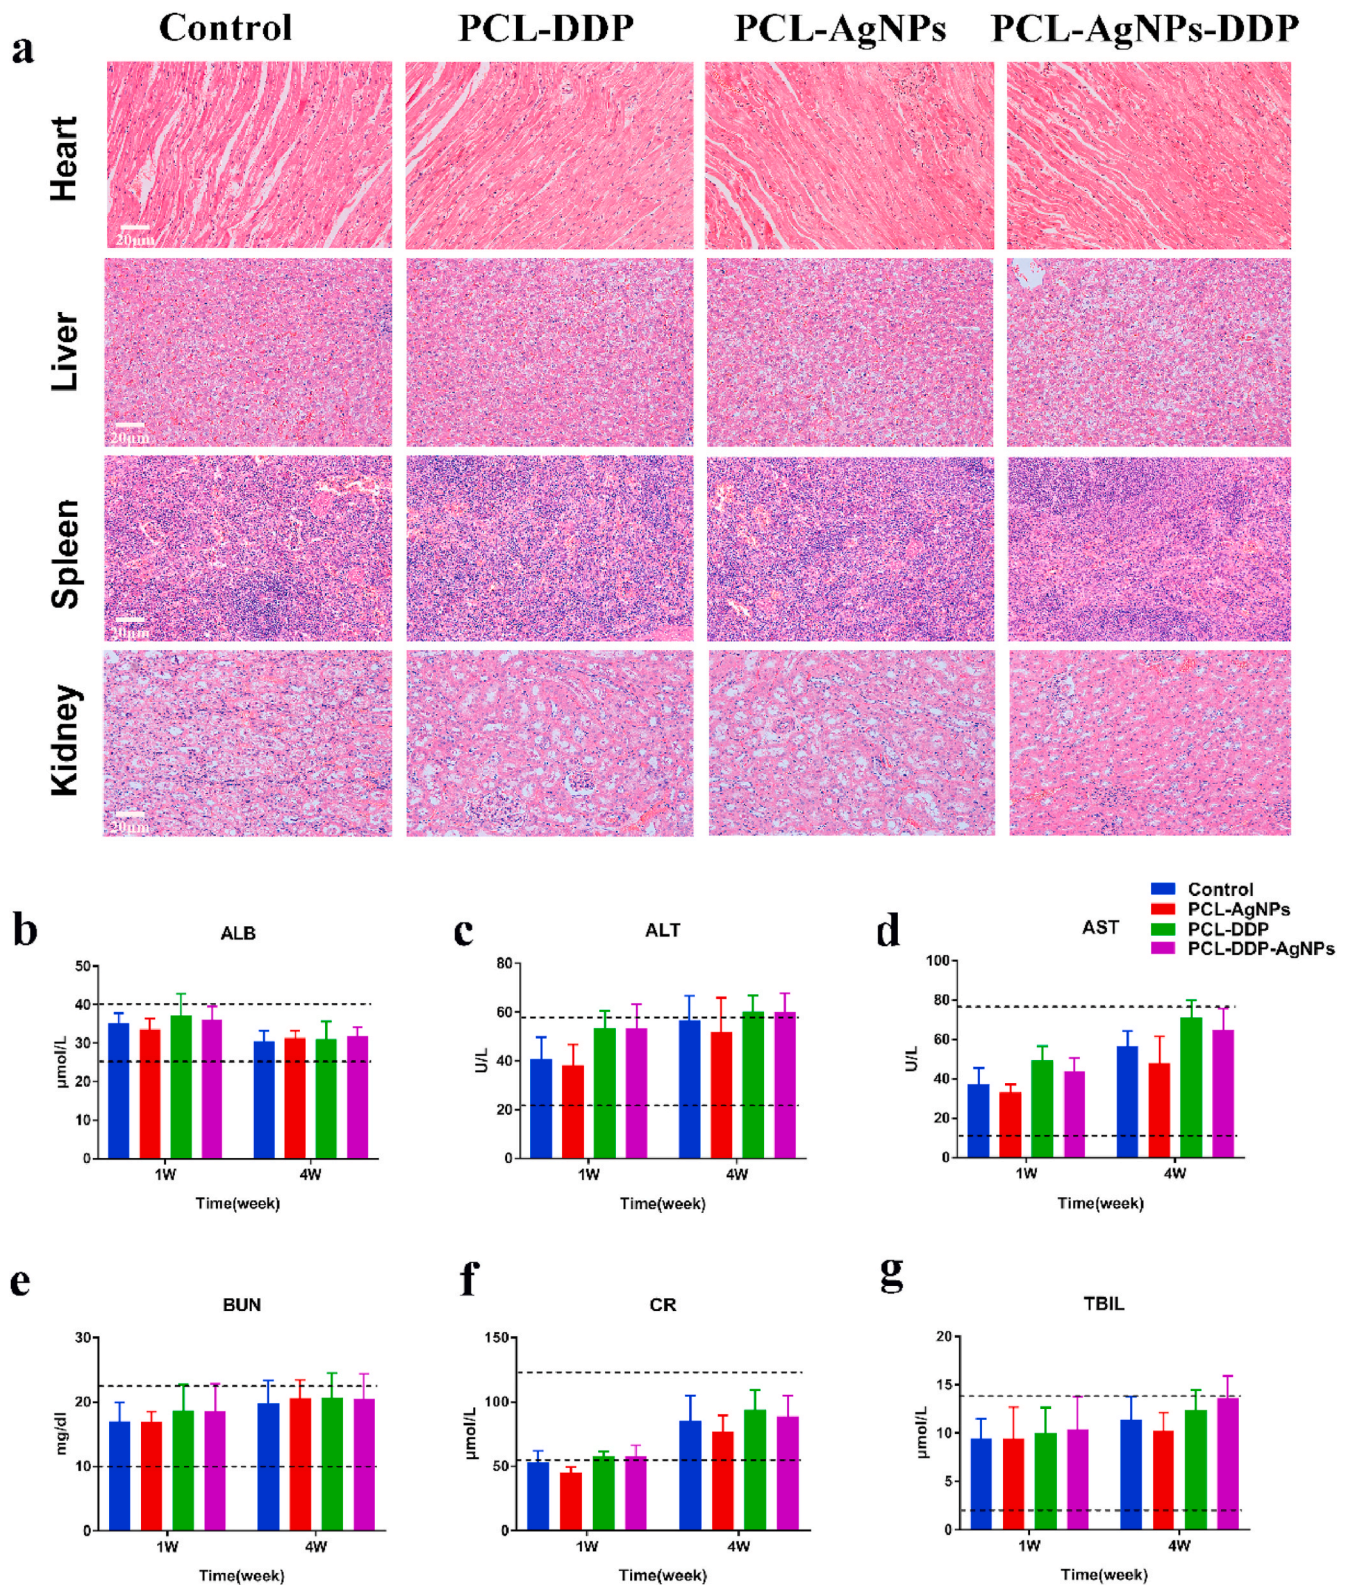 a
Control PCL-DDP PCL-AgNPs PCL-AgNPs-DDP
Heart
20μm
Liver
20μm
Spleen
20μm
Kidney
20μm
Control
PCL-AgNPs
PCL-DDP
PCL-DDP-AgNPs
b
ALB
μmol/L
50
40
30
20
10
0
1W 4W
Time(week)
c
ALT
U/L
80
60
40
20
0
1W 4W
Time(week)
d
AST
U/L
100
80
60
40
20
0
1W 4W
Time(week)
e
BUN
mg/dl
30
20
10
0
1W 4W
Time(week)
f
CR
μmol/L
150
100
50
0
1W 4W
Time(week)
g
TBIL
μmol/L
20
15
10
5
0
1W 4W
Time(week)